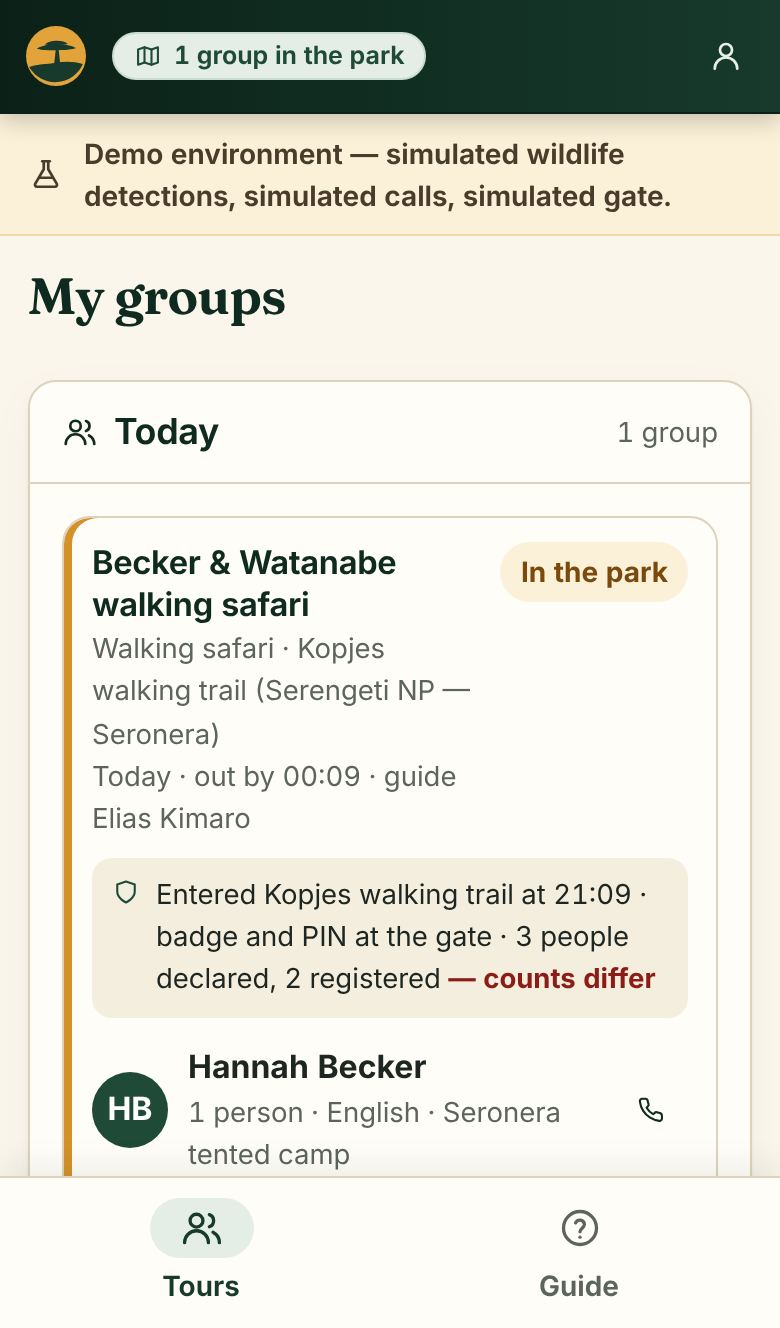 1 group in the park
Demo environment — simulated wildlife
detections, simulated calls, simulated gate.
My groups
Today
1 group
Becker & Watanabe
walking safari
In the park
Walking safari · Kopjes
walking trail (Serengeti NP —
Seronera)
Today · out by 00:09 · guide
Elias Kimaro
Entered Kopjes walking trail at 21:09 ·
badge and PIN at the gate · 3 people
declared, 2 registered — counts differ
HB
Hannah Becker
1 person · English · Seronera
tented camp
Tours
Guide